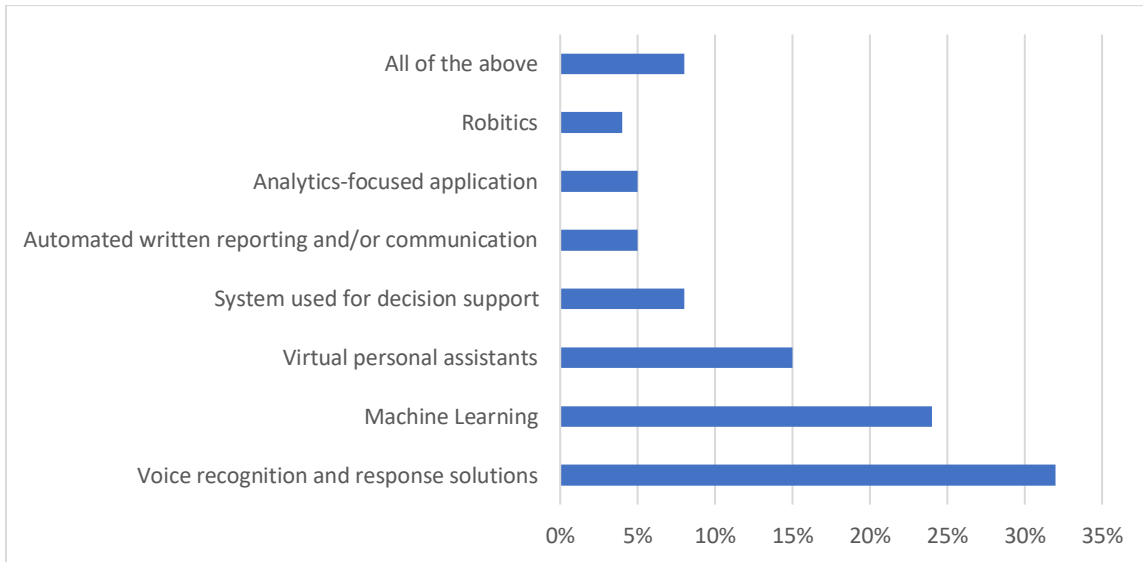 All of the above
Robitics
Analytics-focused application
Automated written reporting and/or communication
System used for decision support
Virtual personal assistants
Machine Learning
Voice recognition and response solutions
0% 5% 10% 15% 20% 25% 30% 35%